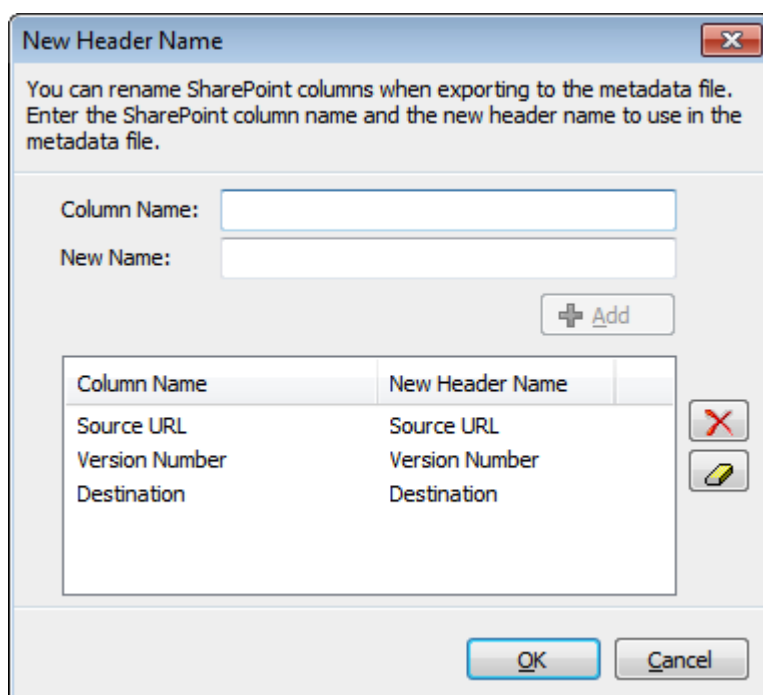 New Header Name
You can rename SharePoint columns when exporting to the metadata file.
Enter the SharePoint column name and the new header name to use in the
metadata file.
Column Name:
New Name:
Add
Column Name New Header Name
Source URL Source URL
Version Number Version Number
Destination Destination
OK Cancel